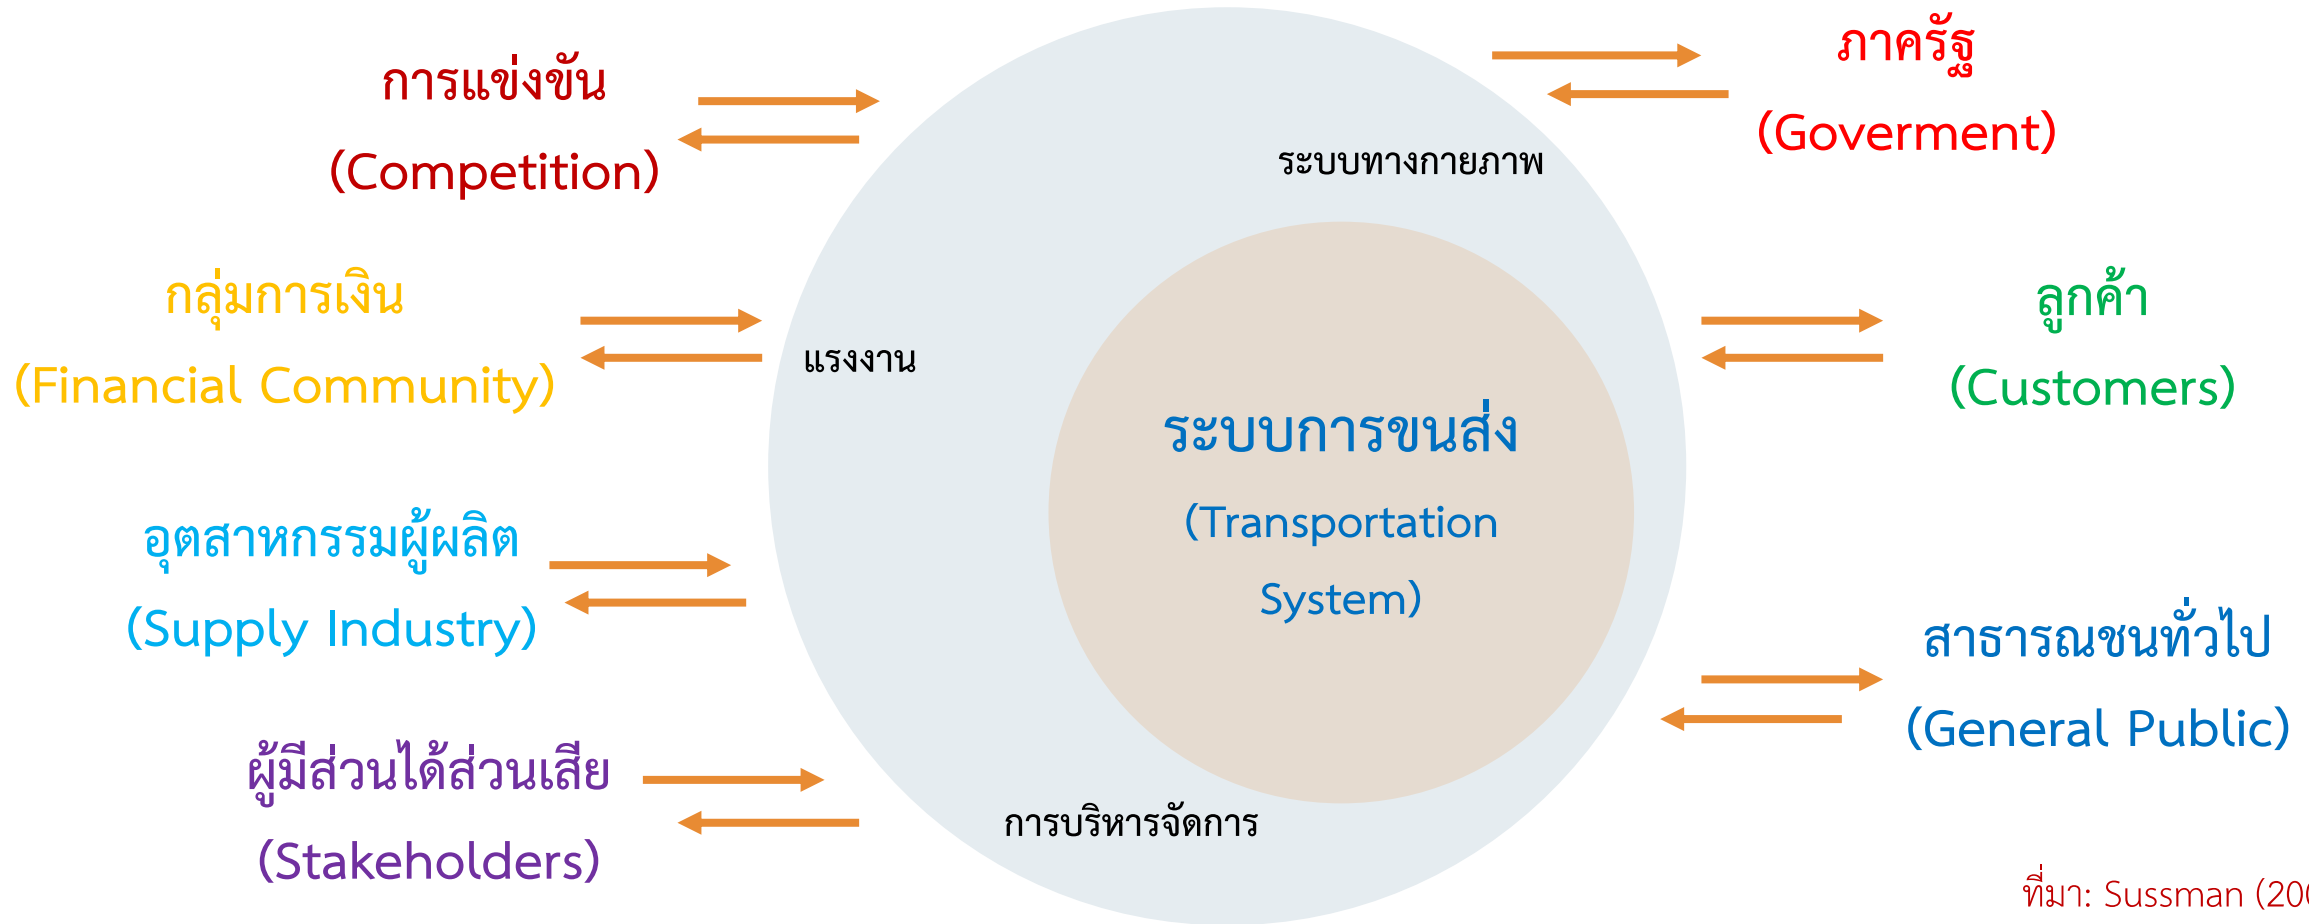 การแข่งขัน
(Competition)
กลุ่มการเงิน
(Financial Community)
อุตสาหกรรมผู้ผลิต
(Supply Industry)
ผู้มีส่วนได้ส่วนเสีย
(Stakeholders)
ระบบทางกายภาพ
แรงงาน
ระบบการขนส่ง
(Transportation
System)
การบริหารจัดการ
ภาครัฐ
(Goverment)
ลูกค้า
(Customers)
สาธารณชนทั่วไป
(General Public)
ที่มา: Sussman